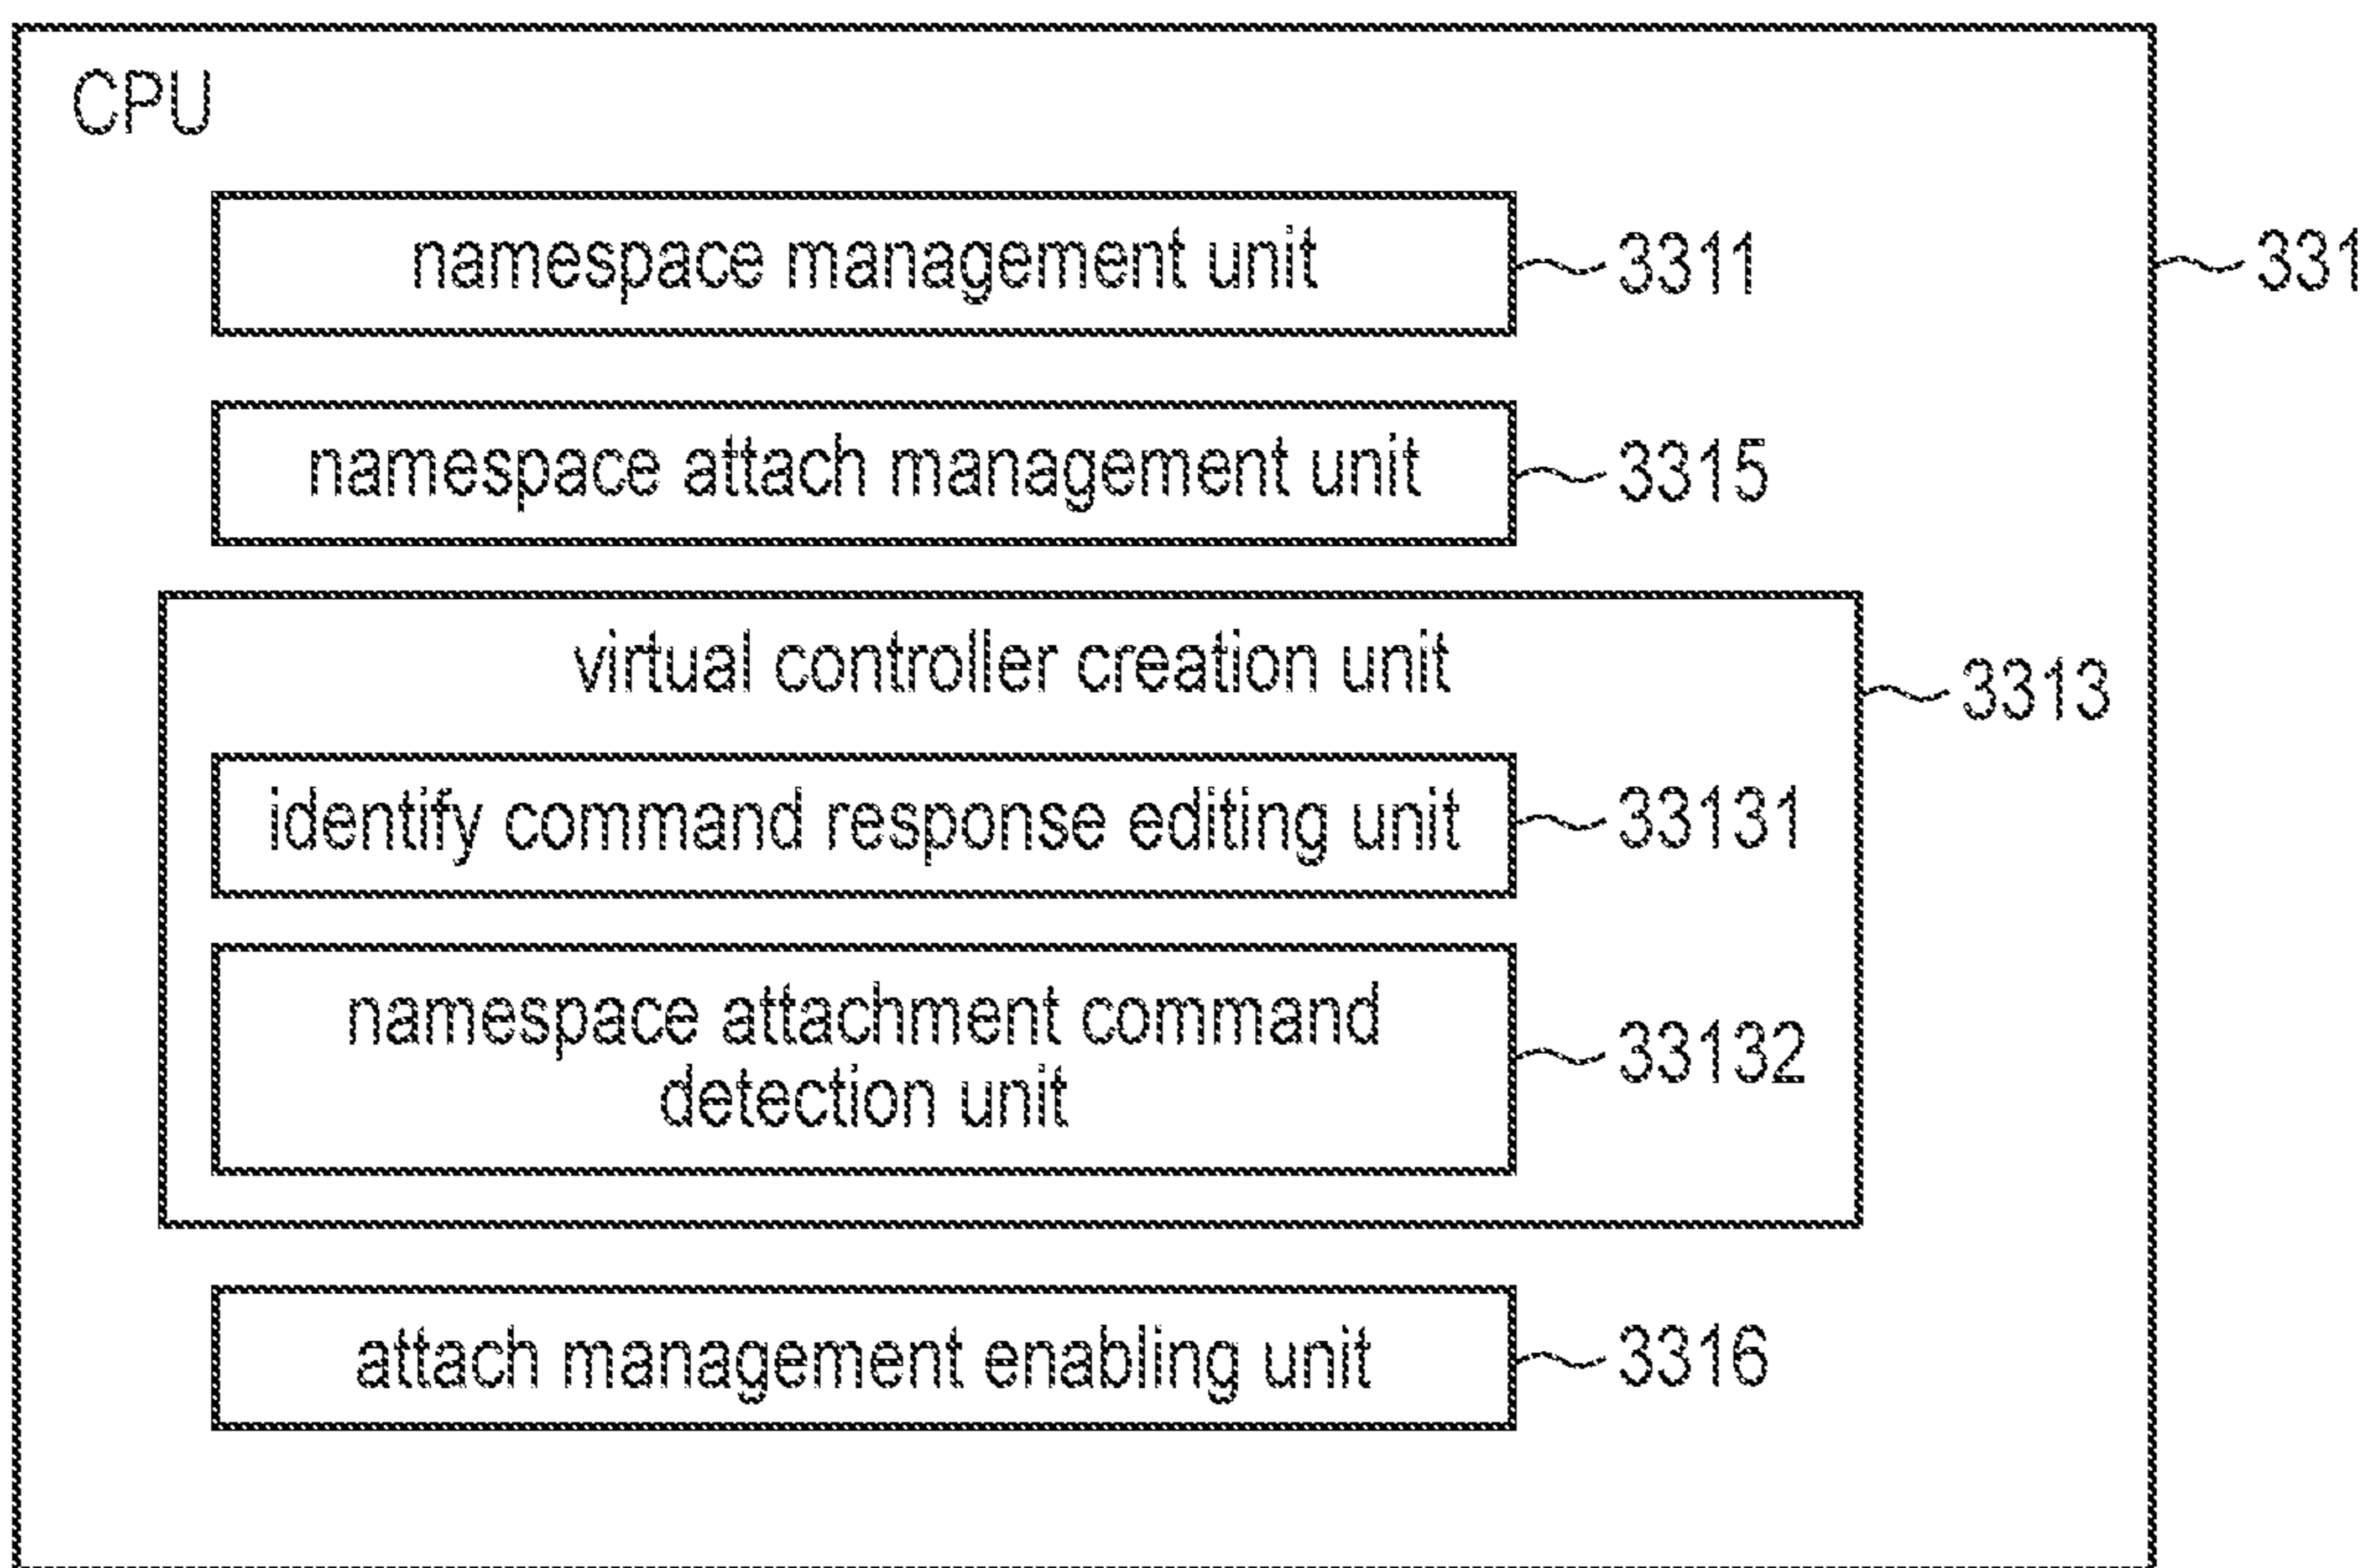 CPU
namespace management unit 3311
331
namespace attach management unit 3315
virtual controller creation unit
3313
identify command response editing unit 33131
namespace attachment command
detection unit
33132
attach management enabling unit 3316